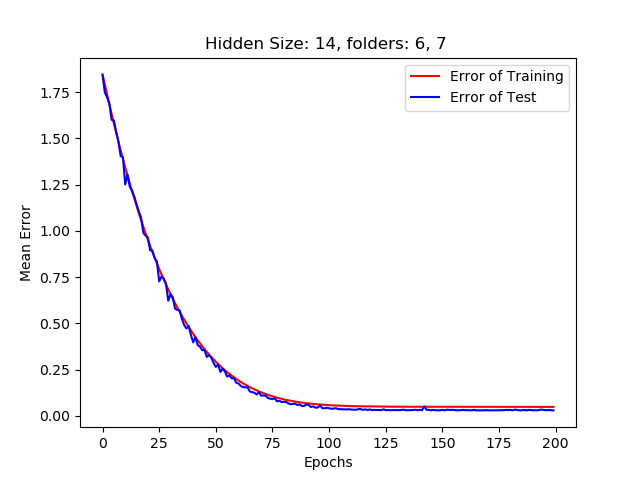 Hidden Size: 14, folders: 6, 7
Error of Training
Error of Test
Mean Error
1.75
1.50
1.25
1.00
0.75
0.50
0.25
0.00
0 25 50 75 100 125 150 175 200
Epochs